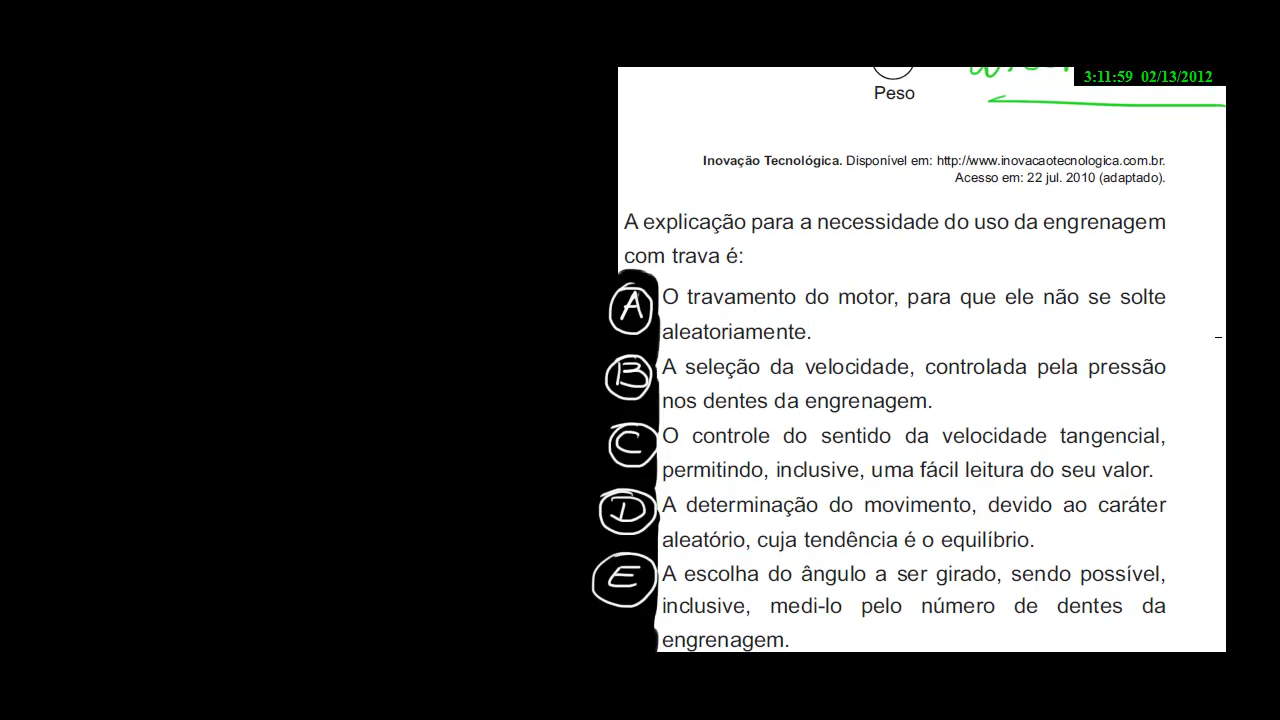 3:11:59 02/13/2012
Peso
Inovação Tecnológica. Disponível em: http://www.inovacaotecnologica.com.br.
Acesso em: 22 jul. 2010 (adaptado).
A explicação para a necessidade do uso da engrenagem
com trava é:
A O travamento do motor, para que ele não se solte
aleatoriamente.
B A seleção da velocidade, controlada pela pressão
nos dentes da engrenagem.
C O controle do sentido da velocidade tangencial,
permitindo, inclusive, uma fácil leitura do seu valor.
D A determinação do movimento, devido ao caráter
aleatório, cuja tendência é o equilíbrio.
E A escolha do ângulo a ser girado, sendo possível,
inclusive, medi-lo pelo número de dentes da
engrenagem.